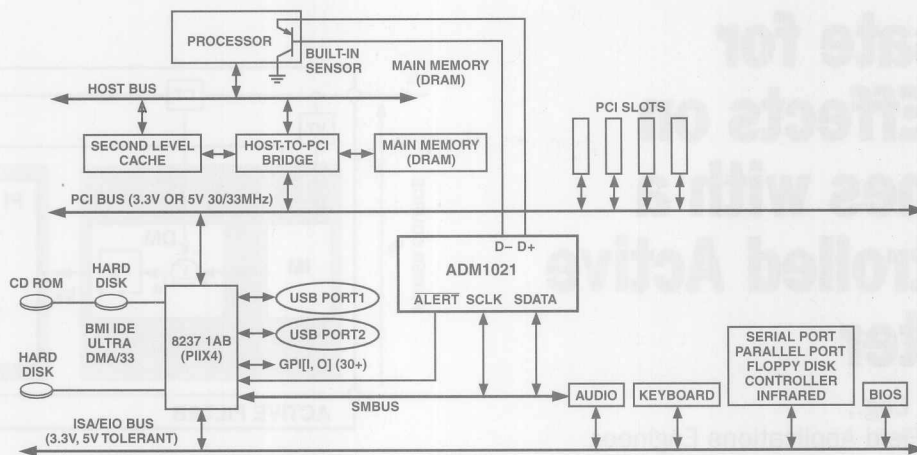 PROCESSOR
BUILT-IN
SENSOR
MAIN MEMORY
(DRAM)
HOST BUS
PCI SLOTS
SECOND LEVEL
CACHE
HOST-TO-PCI
BRIDGE
MAIN MEMORY
(DRAM)
PCI BUS (3.3V OR 5V 30/33MHz)
D– D+
ADM1021
ALERT SCLK SDATA
CD ROM
HARD
DISK
BMI IDE
ULTRA
DMA/33
HARD
DISK
8237 1AB
(PIIX4)
USB PORT1
USB PORT2
GPI[I, O] (30+)
SMBUS
AUDIO
KEYBOARD
SERIAL PORT
PARALLEL PORT
FLOPPY DISK
CONTROLLER
INFRARED
BIOS
ISA/EIO BUS
(3.3V, 5V TOLERANT)